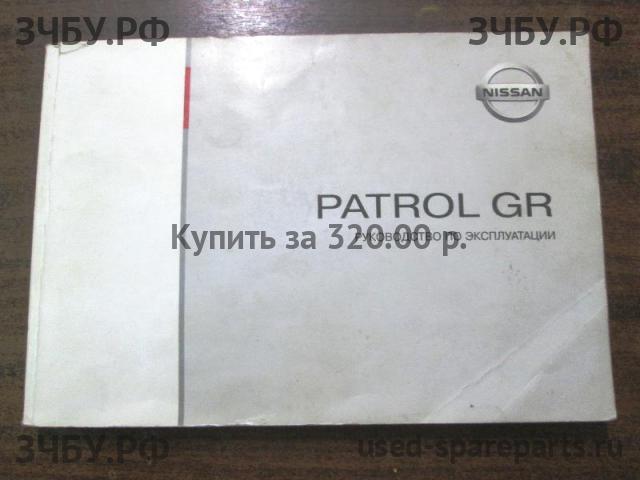 ЗЧБУ.РФ
ЗЧБУ.РФ
NISSAN
PATROL GR
РУКОВОДСТВО ПО ЭКСПЛУАТАЦИИ
Купить за 320.00 р.
ЗЧБУ.РФ
used-spareparts.ru